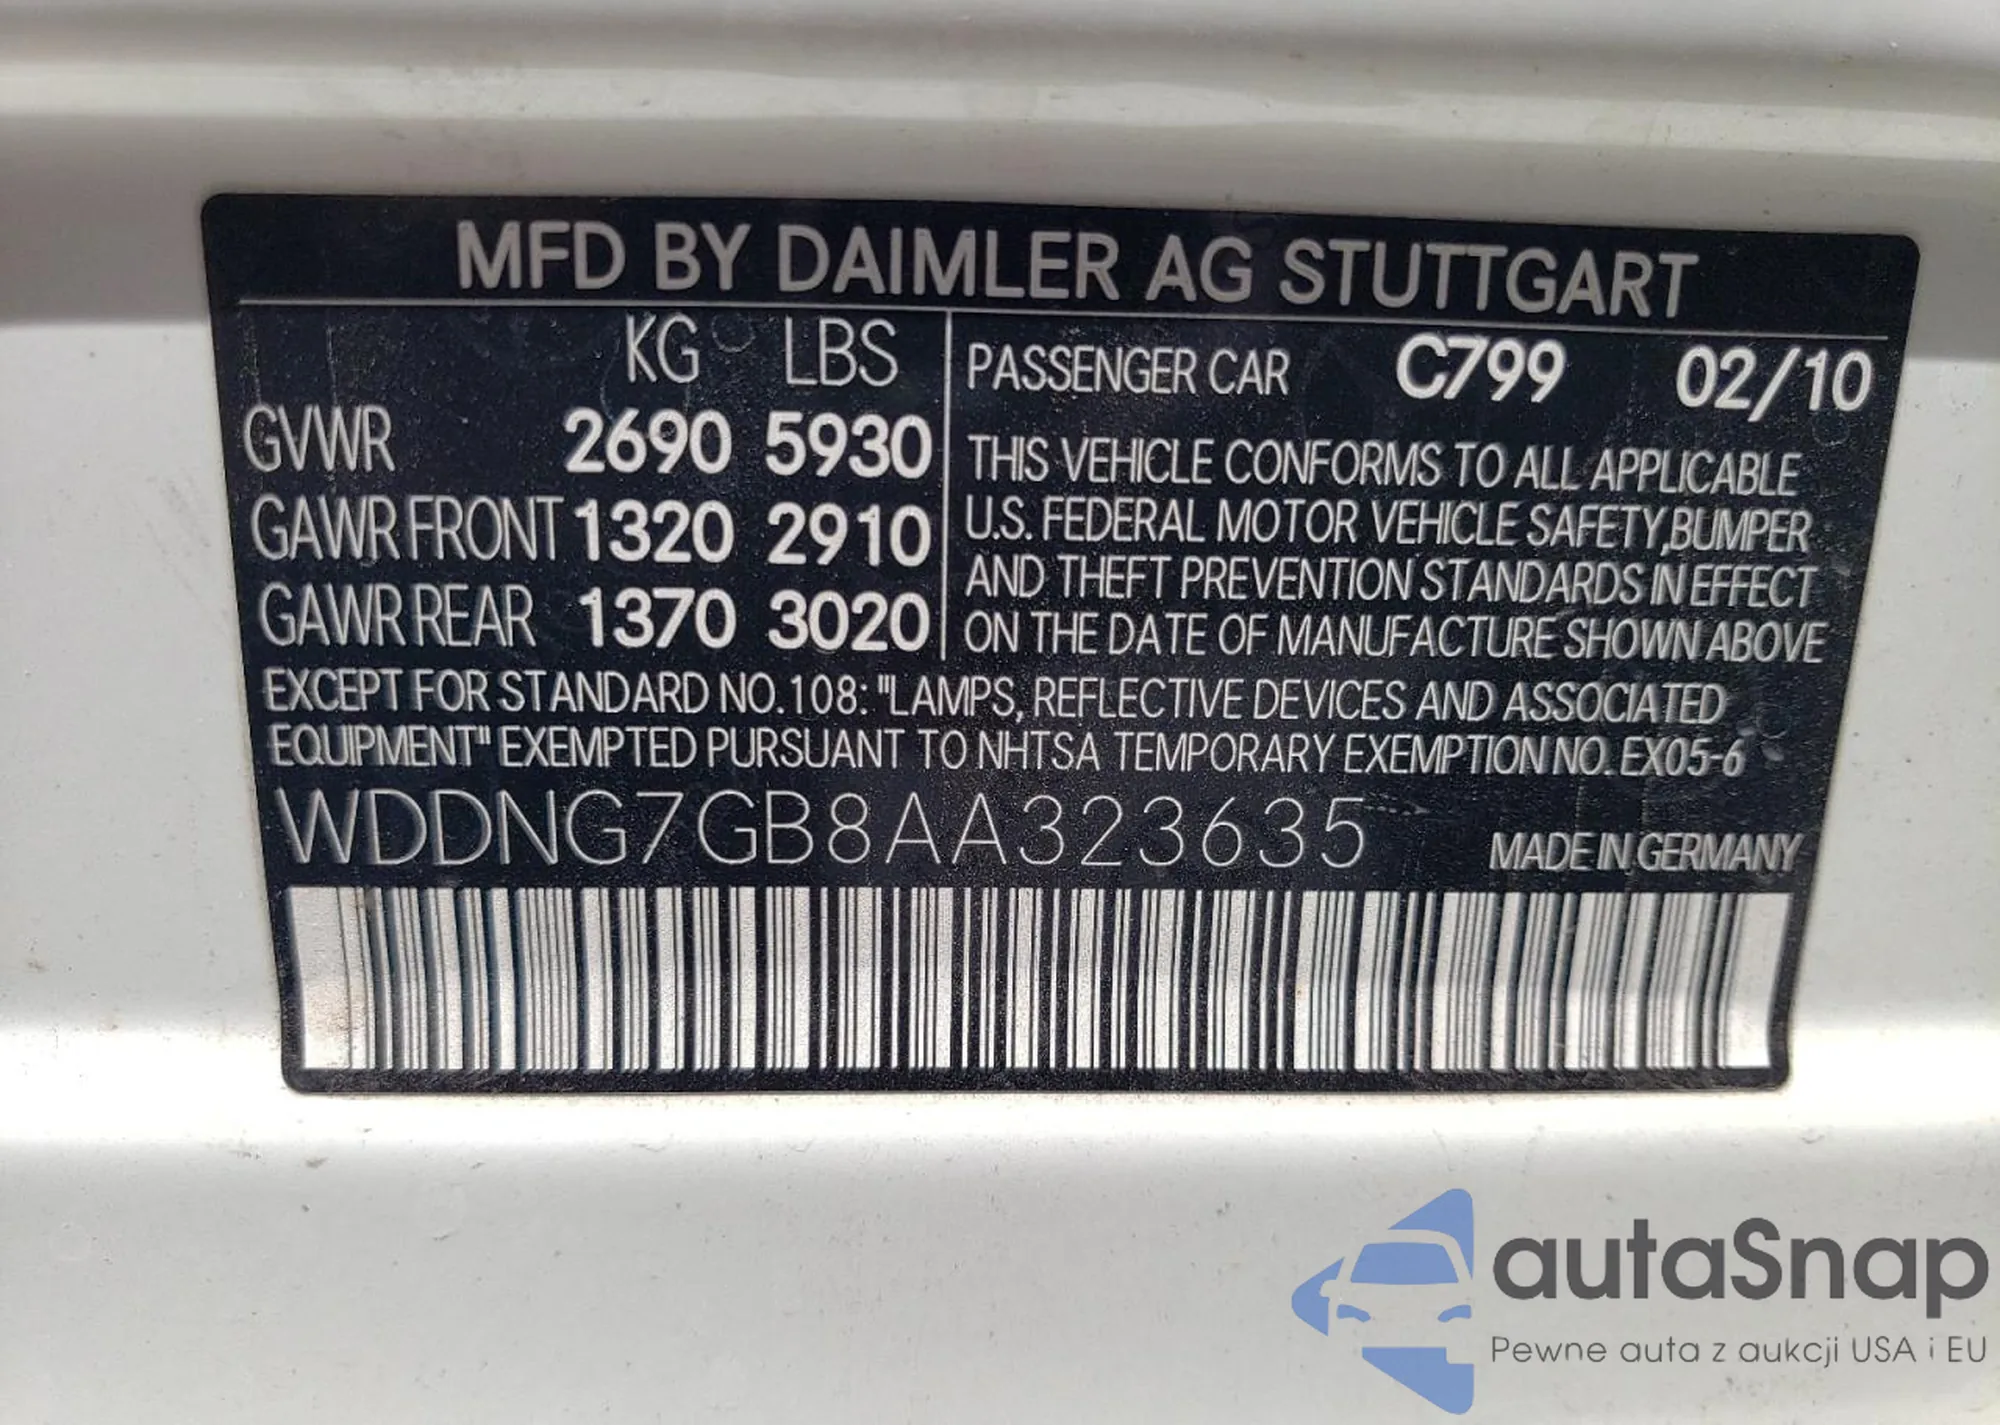 MFD BY DAIMLER AG STUTTGART
KG LBS
GVWR 2690 5930
GAWR FRONT 1320 2910
GAWR REAR 1370 3020
PASSENGER CAR C799 02/10
THIS VEHICLE CONFORMS TO ALL APPLICABLE
U.S. FEDERAL MOTOR VEHICLE SAFETY, BUMPER
AND THEFT PREVENTION STANDARDS IN EFFECT
ON THE DATE OF MANUFACTURE SHOWN ABOVE
EXCEPT FOR STANDARD NO.108: "LAMPS, REFLECTIVE DEVICES AND ASSOCIATED
EQUIPMENT" EXEMPTED PURSUANT TO NHTSA TEMPORARY EXEMPTION NO. EX05-6
WDDNG7GB8AA323635
MADE IN GERMANY
autaSnap
Pewne auta z aukcji USA i EU